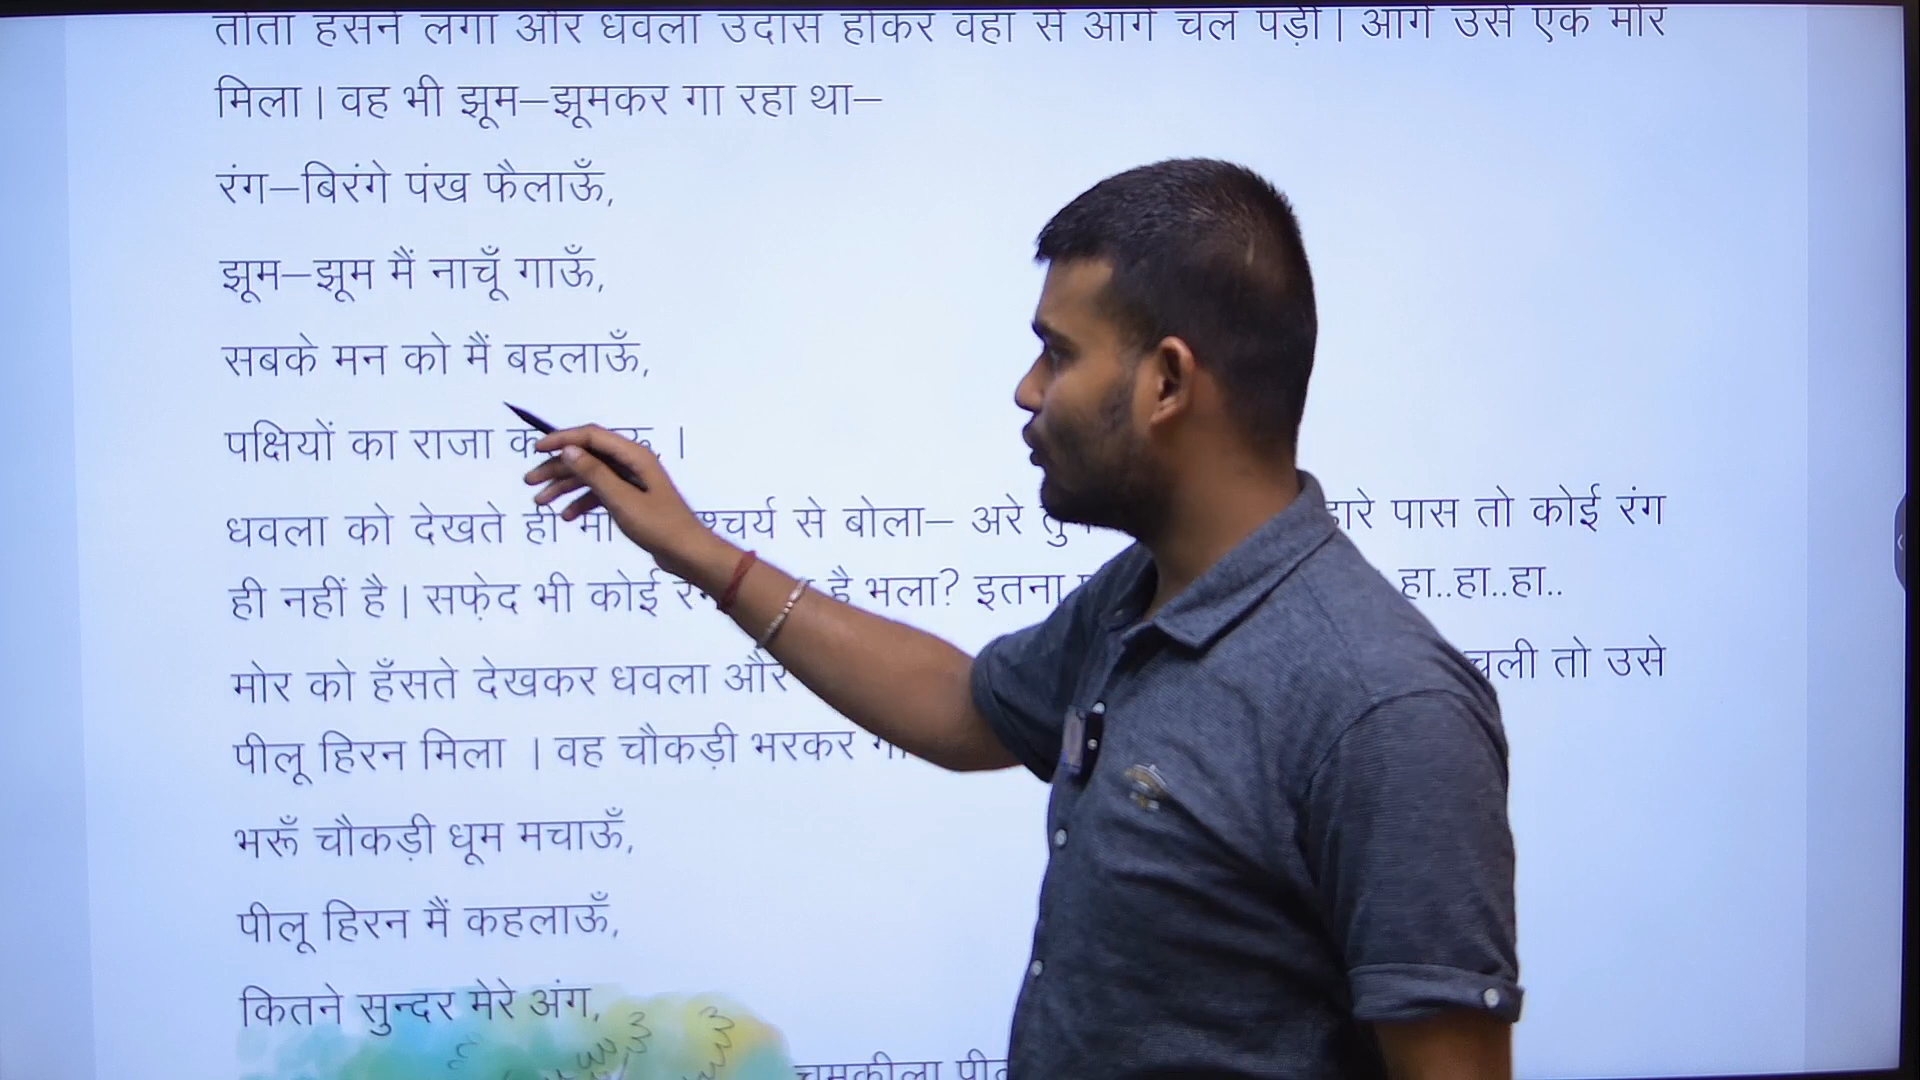 तोता हँसने लगा और धवला उदास होकर वहाँ से आगे चल पड़ी। आगे उसे एक मोर
मिला। वह भी झूम–झूमकर गा रहा था–
रंग–बिरंगे पंख फैलाऊँ,
झूम–झूम मैं नाचूँ गाऊँ,
सबके मन को मैं बहलाऊँ,
पक्षियों का राजा ।
धवला को देखते ही से बोला– अरे पास तो कोई रंग
ही नहीं है। सफ़ेद भी कोई है भला? इतना हा..हा..हा..
मोर को हँसते देखकर धवला और चली तो उसे
पीलू हिरन मिला । वह चौकड़ी भरकर
भरूँ चौकड़ी धूम मचाऊँ,
पीलू हिरन मैं कहलाऊँ,
कितने सुन्दर मेरे अंग,
चमकीला